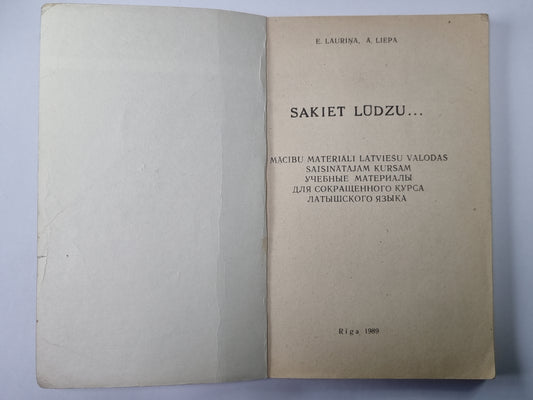 E. LAURIŅA, A. LIEPA
SAKIET LŪDZU...
MĀCĪBU MATERIĀLI LATVIEŠU VALODAS
SAĪSINĀTAJAM KURSAM
УЧЕБНЫЕ МАТЕРИАЛЫ
ДЛЯ СОКРАЩЕННОГО КУРСА
ЛАТЫШСКОГО ЯЗЫКА
Rīga 1989